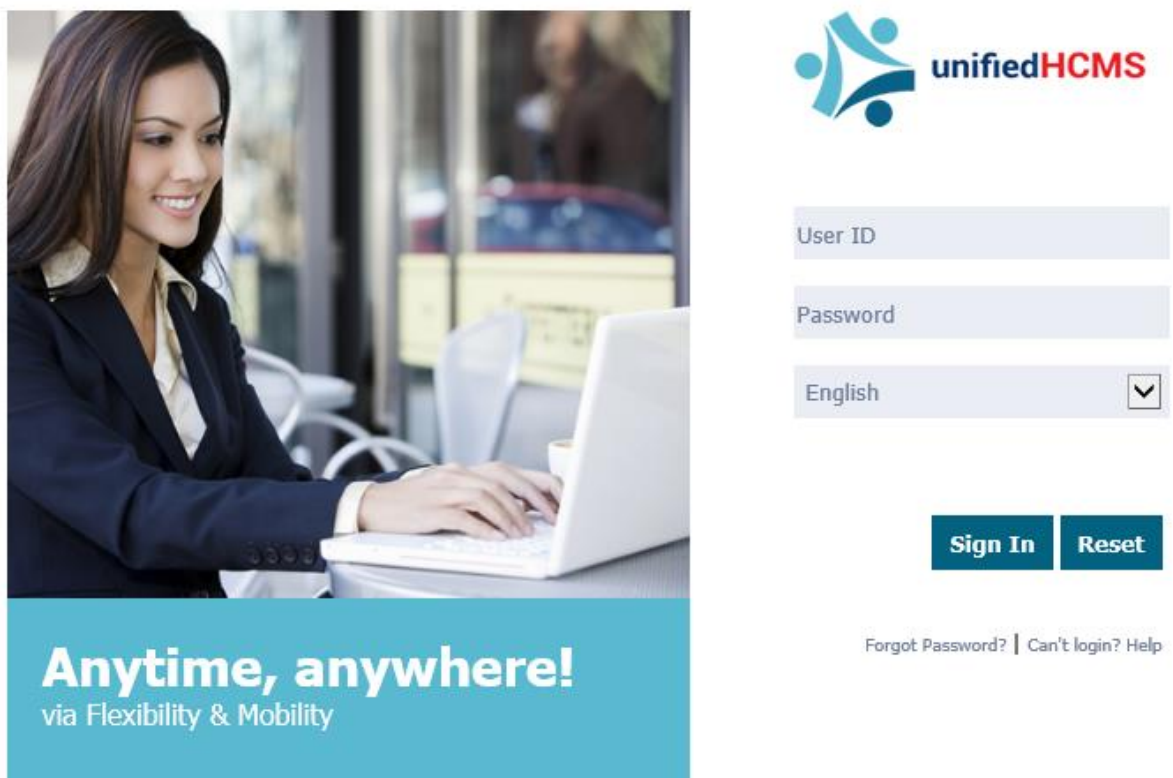 unifiedHCMS
User ID
Password
English
Sign In Reset
Forgot Password? | Can't login? Help
Anytime, anywhere!
via Flexibility & Mobility